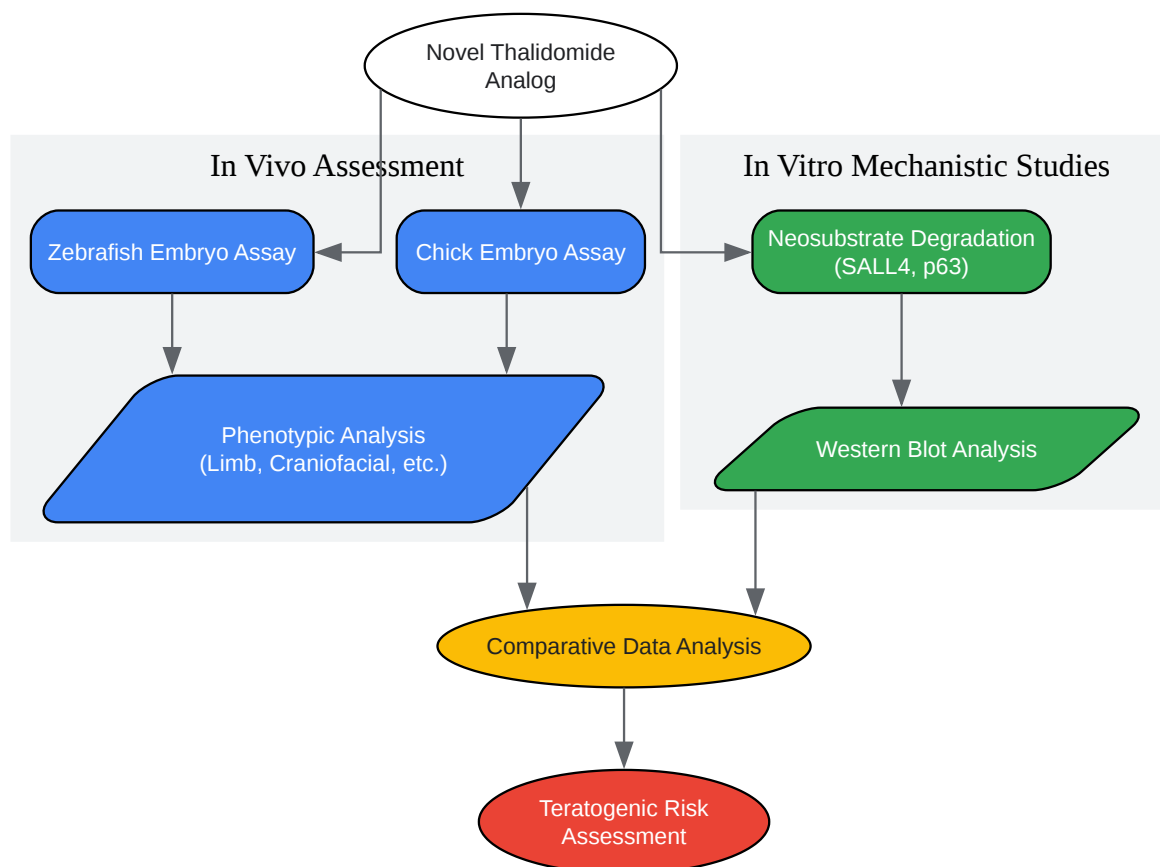 Novel Thalidomide
Analog
In Vivo Assessment
In Vitro Mechanistic Studies
Zebrafish Embryo Assay
Chick Embryo Assay
Neosubstrate Degradation
(SALL4, p63)
Phenotypic Analysis
(Limb, Craniofacial, etc.)
Western Blot Analysis
Comparative Data Analysis
Teratogenic Risk
Assessment